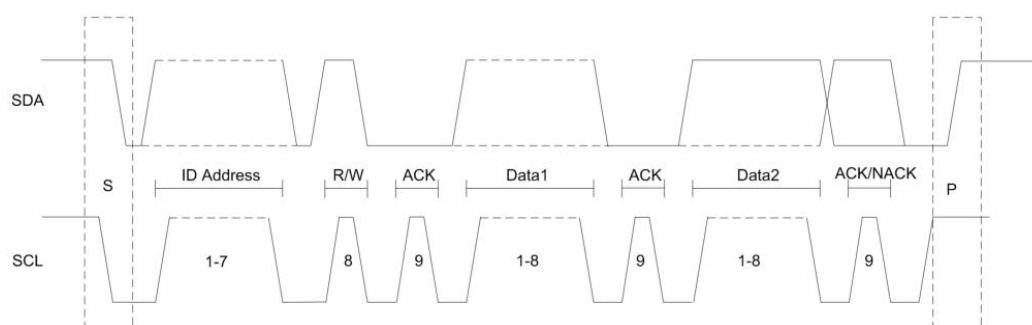 SDA
S
ID Address
R/W
ACK
Data1
ACK
Data2
ACK/NACK
P
SCL
1-7
8
9
1-8
9
1-8
9